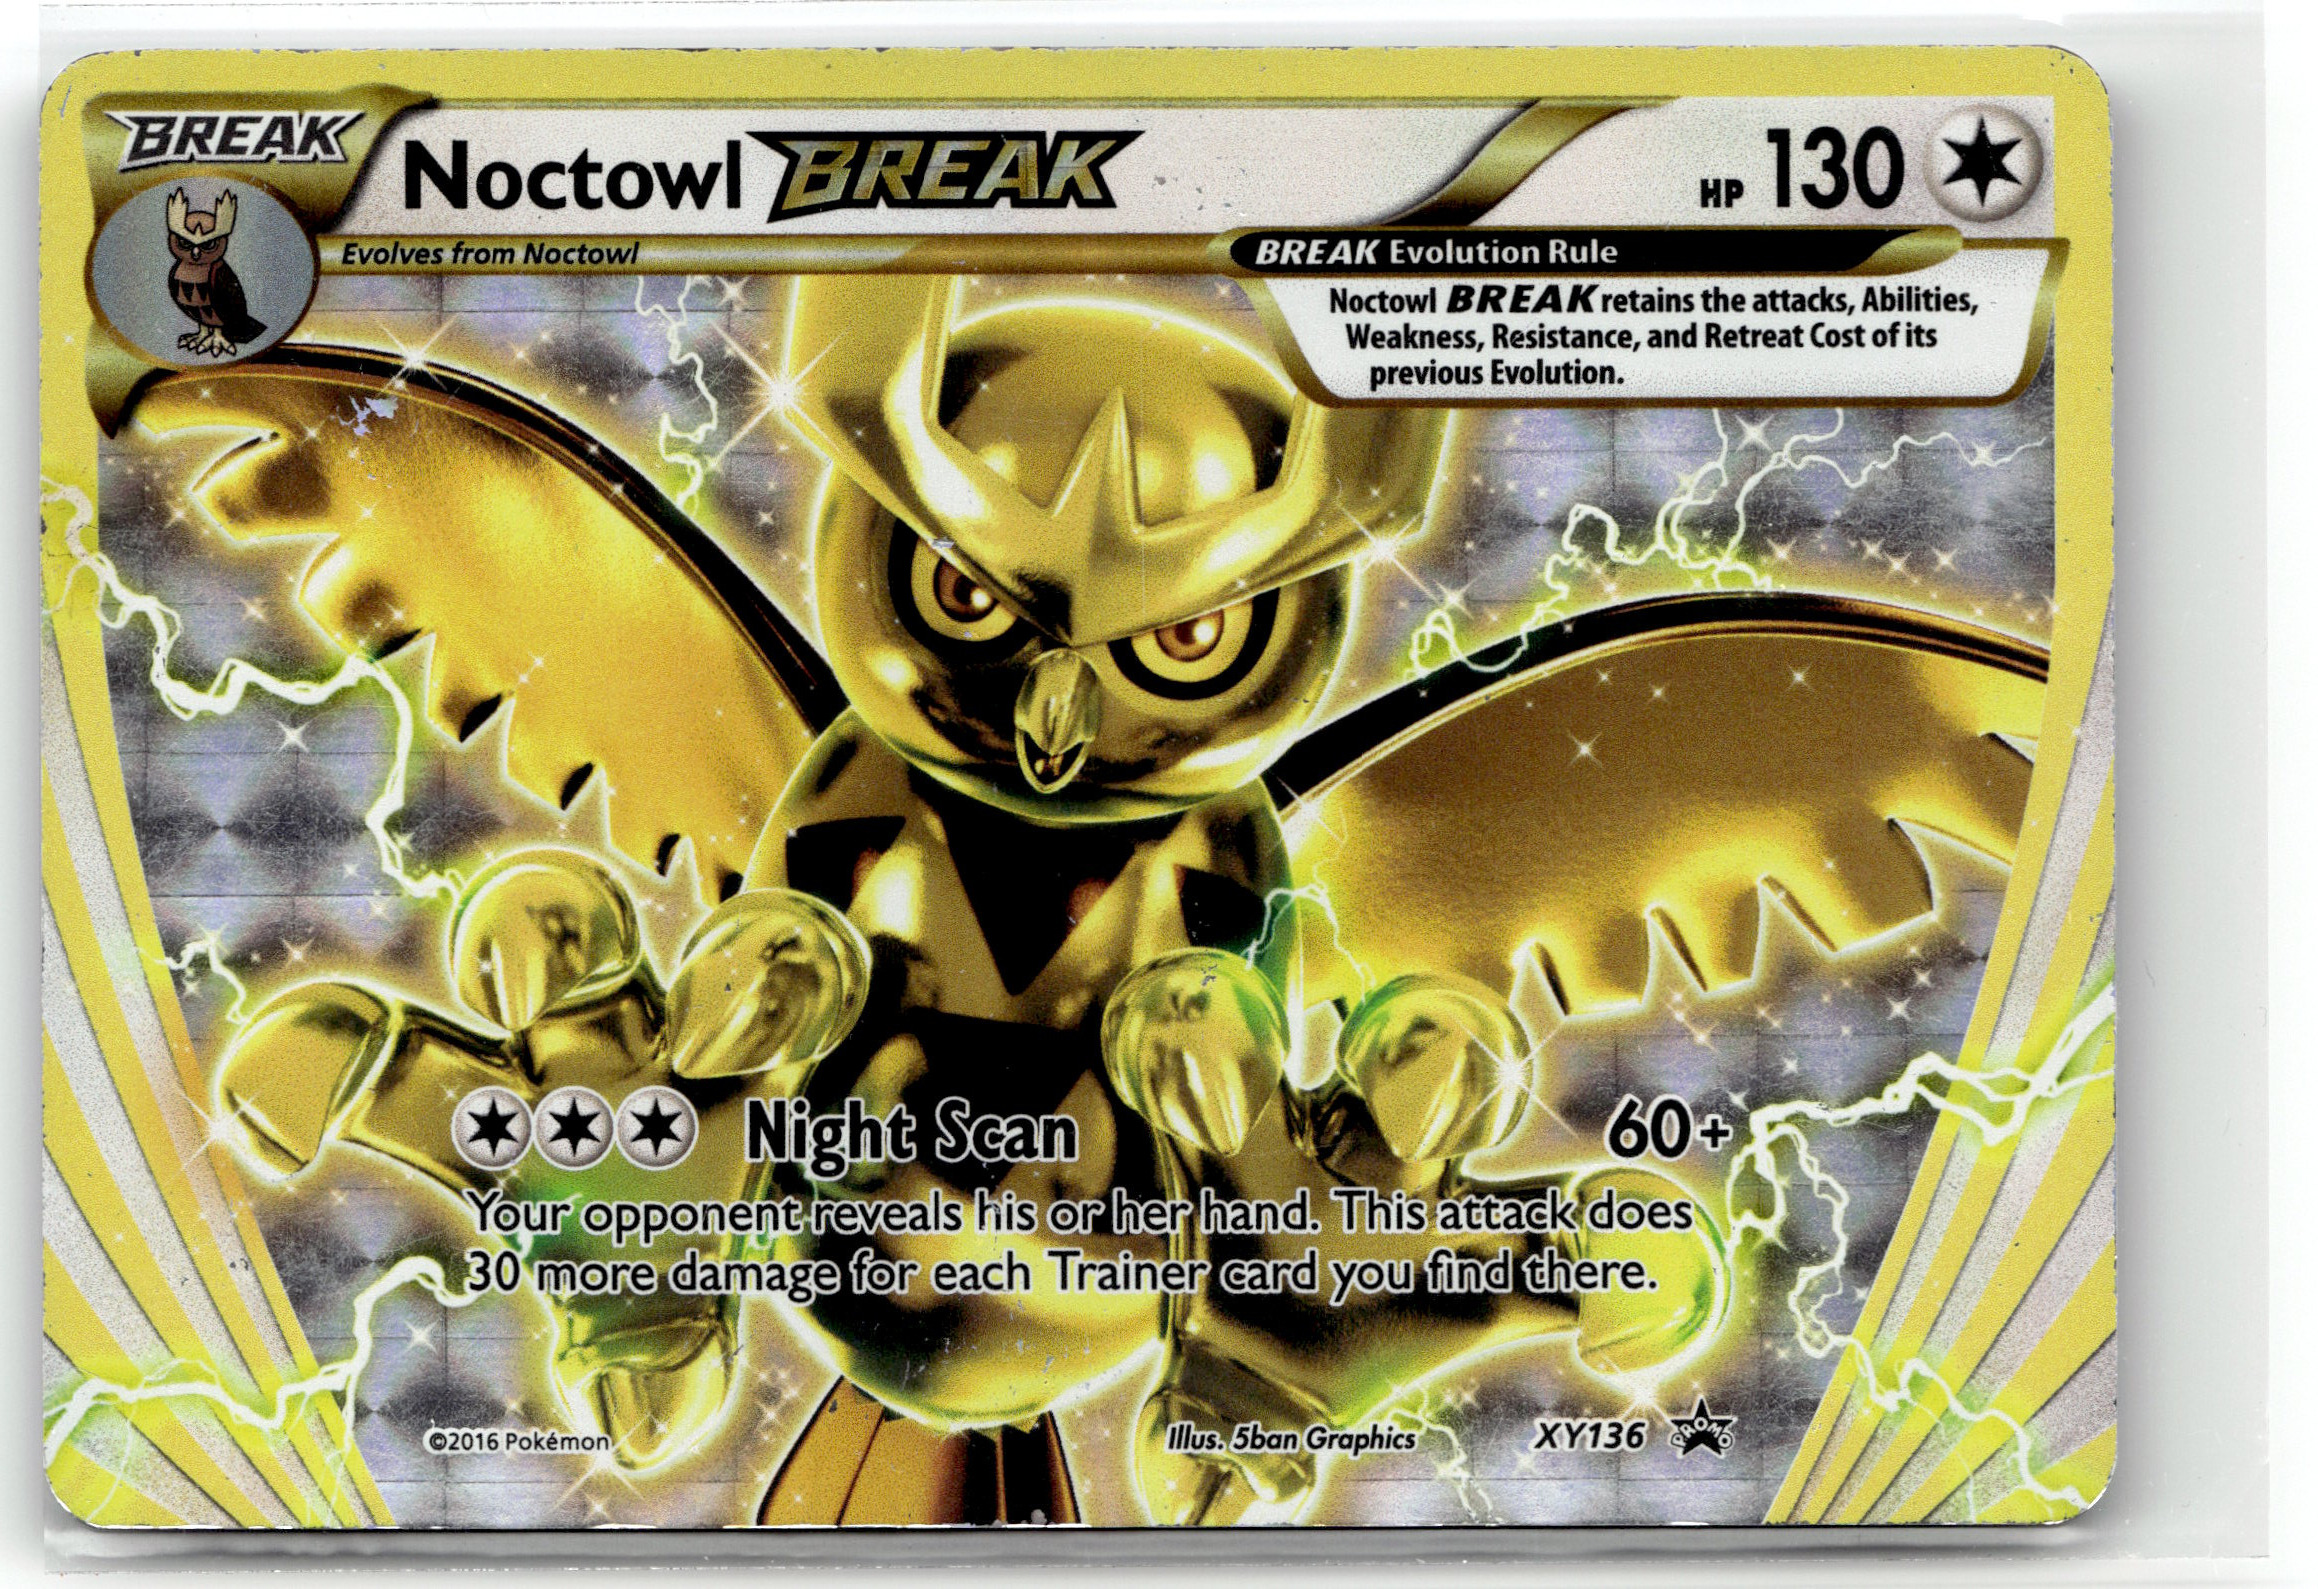 BREAK
Noctowl BREAK
HP 130
Evolves from Noctowl
BREAK Evolution Rule
Noctowl BREAK retains the attacks, Abilities,
Weakness, Resistance, and Retreat Cost of its
previous Evolution.
Night Scan 60+
Your opponent reveals his or her hand. This attack does
30 more damage for each Trainer card you find there.
©2016 Pokémon
Illus. 5ban Graphics
XY136
PROMO